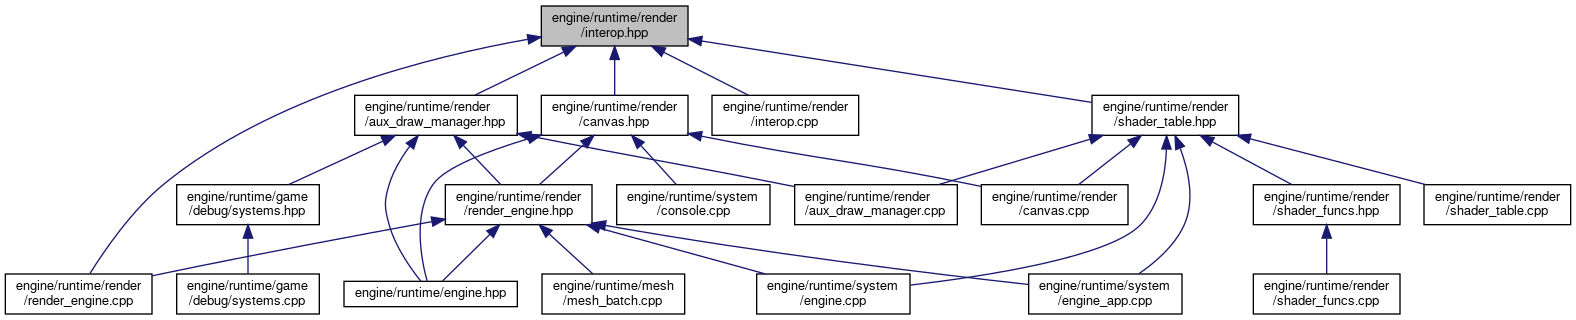 engine/runtime/render
/interop.hpp
engine/runtime/render
/aux_draw_manager.hpp
engine/runtime/render
/canvas.hpp
engine/runtime/render
/interop.cpp
engine/runtime/render
/shader_table.hpp
engine/runtime/game
/debug/systems.hpp
engine/runtime/render
/render_engine.hpp
engine/runtime/system
/console.cpp
engine/runtime/render
/aux_draw_manager.cpp
engine/runtime/render
/canvas.cpp
engine/runtime/render
/shader_funcs.hpp
engine/runtime/render
/shader_table.cpp
engine/runtime/render
/render_engine.cpp
engine/runtime/game
/debug/systems.cpp
engine/runtime/engine.hpp
engine/runtime/mesh
/mesh_batch.cpp
engine/runtime/system
/engine.cpp
engine/runtime/system
/engine_app.cpp
engine/runtime/render
/shader_funcs.cpp